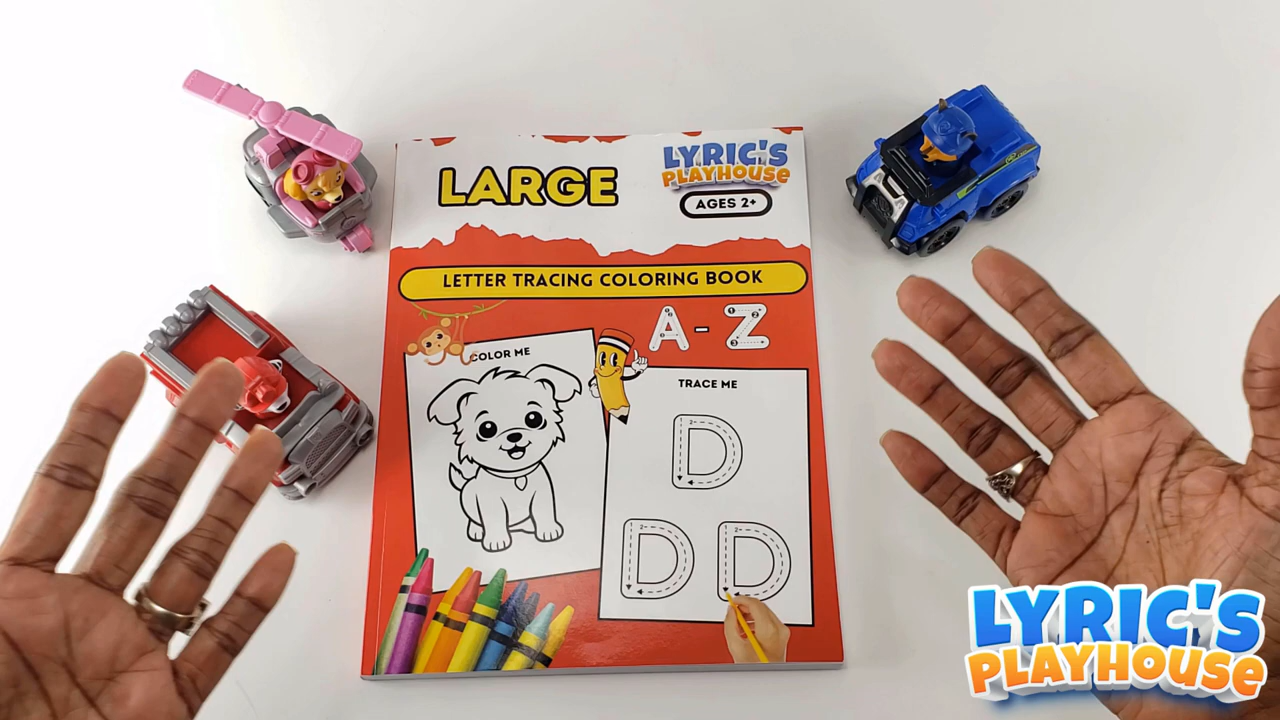 LARGE
LYRIC'S
PLAYHOUSE
AGES 2+
LETTER TRACING COLORING BOOK
A-Z
COLOR ME
TRACE ME
D
D D
LYRIC'S
PLAYHOUSE